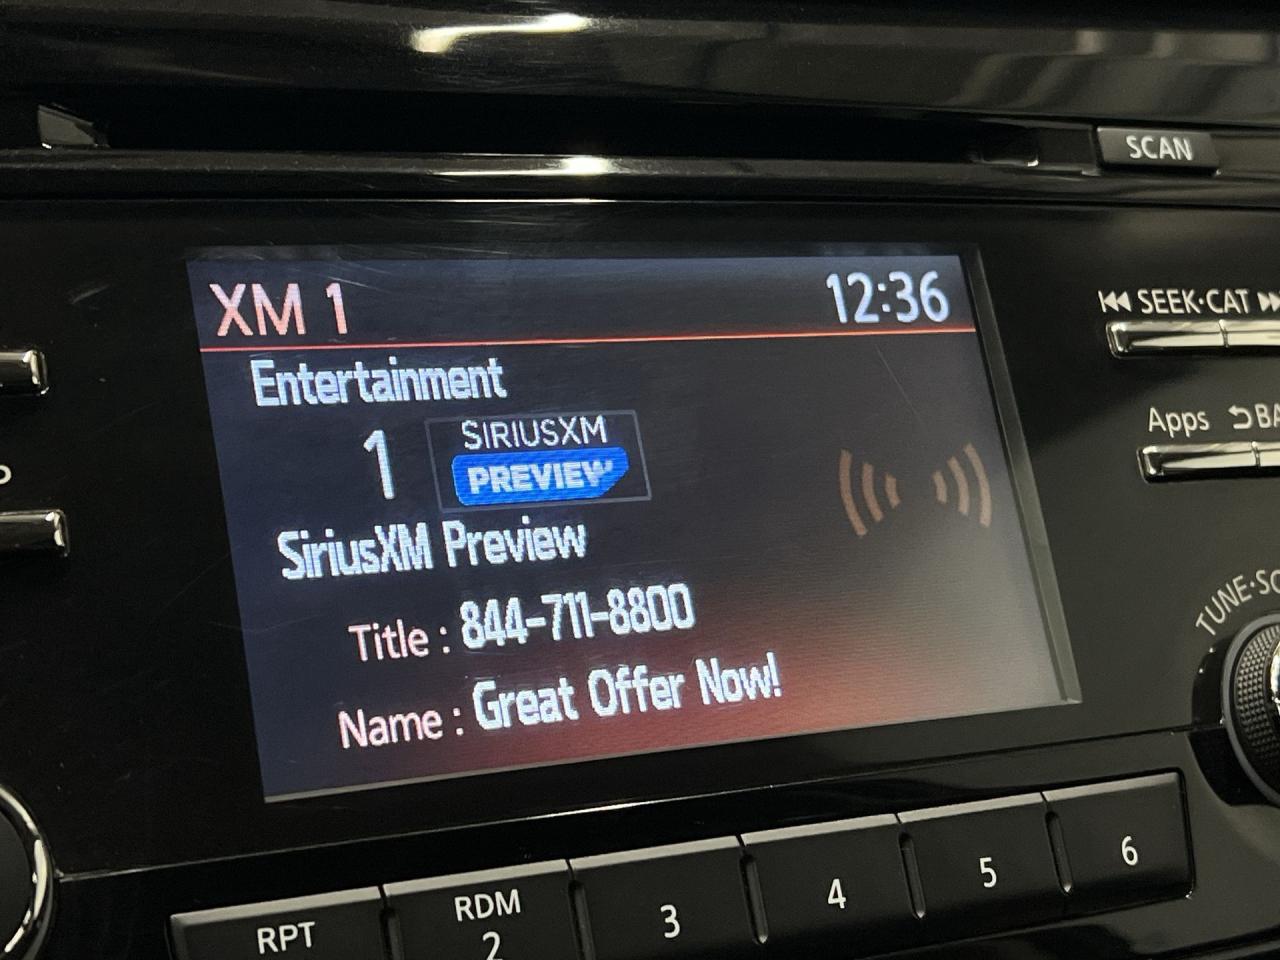 SCAN
XM 1 12:36
SEEK·CAT
Entertainment
1 SIRIUSXM
PREVIEW
Apps
SiriusXM Preview
Title : 844-711-8800
Name : Great Offer Now!
RPT
RDM
2
3
4
5
6